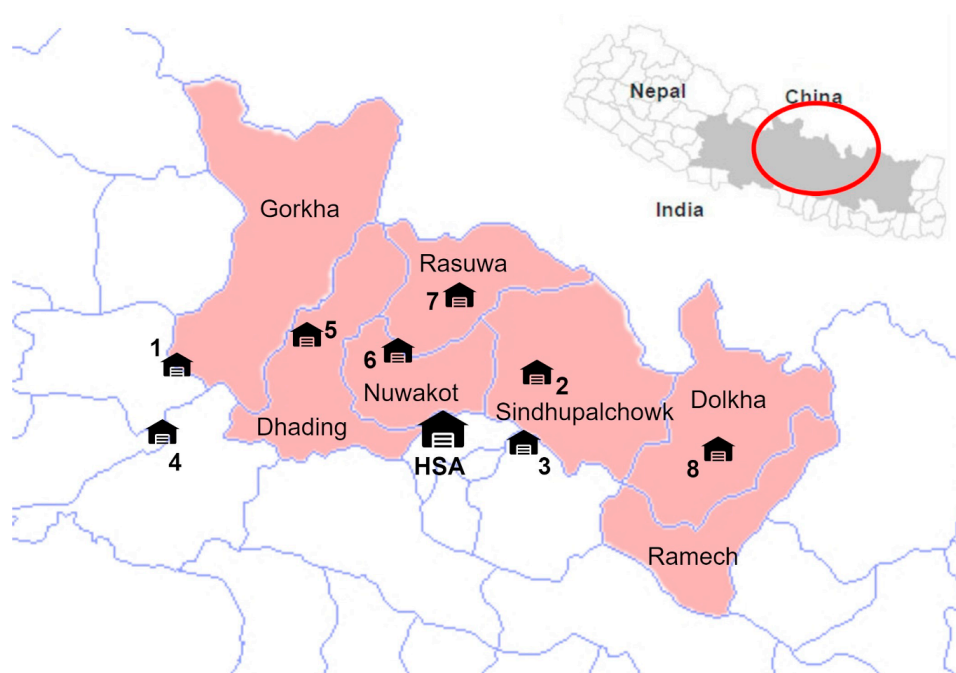 Nepal
China
India
Gorkha
Rasuwa
7
5
1
6
2
Nuwakot
Dolkha
Sindhupalchowk
Dhading
4
HSA
3
8
Ramech